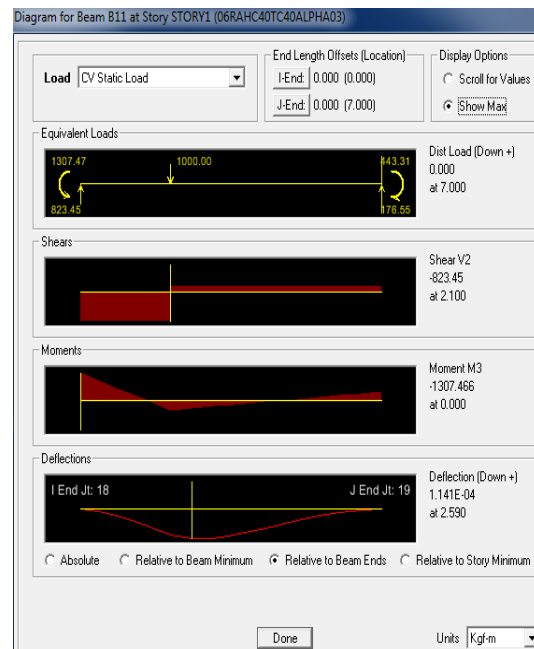 Diagram for Beam B11 at Story STORY1 (06RAHC40TC40ALPHA03)
Load CV Static Load
End Length Offsets (Location)
I-End: 0.000 (0.000)
J-End: 0.000 (7.000)
Display Options
Scroll for Values
Show Max
Equivalent Loads
1307.47 1000.00 443.31
823.45 176.55
Dist Load (Down +)
0.000
at 7.000
Shears
Shear V2
-823.45
at 2.100
Moments
Moment M3
-1307.466
at 0.000
Deflections
I End Jt: 18 J End Jt: 19
Deflection (Down +)
1.141E-04
at 2.590
Absolute Relative to Beam Minimum Relative to Beam Ends Relative to Story Minimum
Done Units Kgf-m